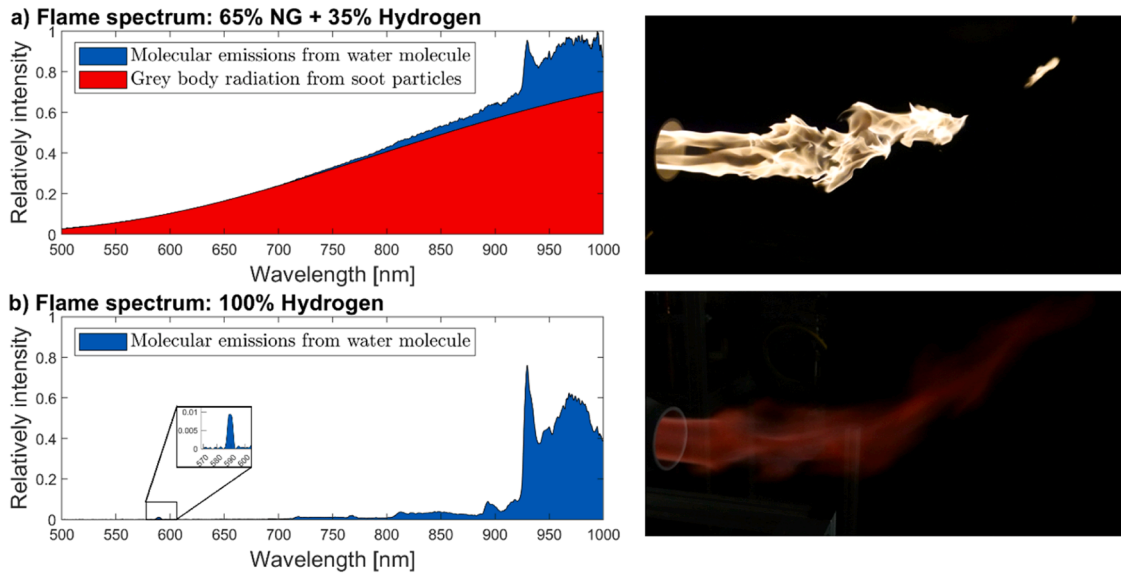 a) Flame spectrum: 65% NG + 35% Hydrogen
Relatively intensity
1
0.8
0.6
0.4
0.2
0
Molecular emissions from water molecule
Grey body radiation from soot particles
500 550 600 650 700 750 800 850 900 950 1000
Wavelength [nm]
b) Flame spectrum: 100% Hydrogen
Relatively intensity
1
0.8
0.6
0.4
0.2
0
Molecular emissions from water molecule
0.01
0.005
0
570 580 590 600
500 550 600 650 700 750 800 850 900 950 1000
Wavelength [nm]